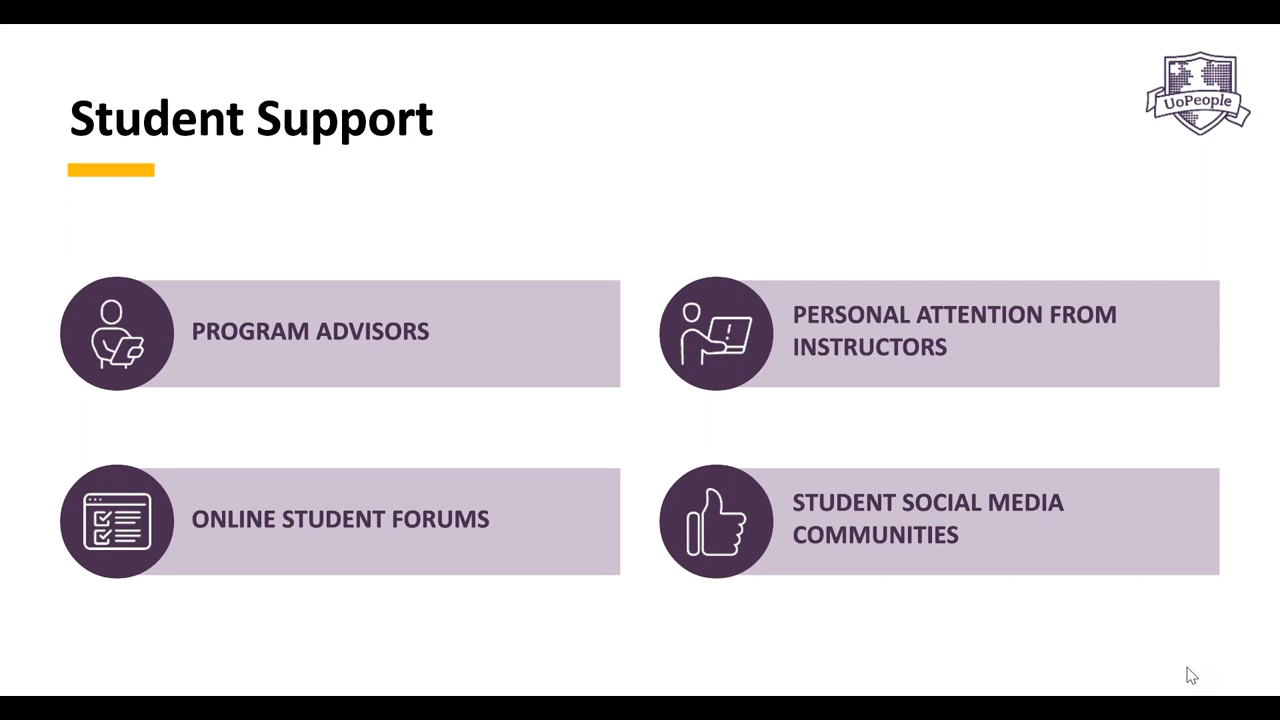 UoPeople
Student Support
PROGRAM ADVISORS
PERSONAL ATTENTION FROM
INSTRUCTORS
ONLINE STUDENT FORUMS
STUDENT SOCIAL MEDIA
COMMUNITIES